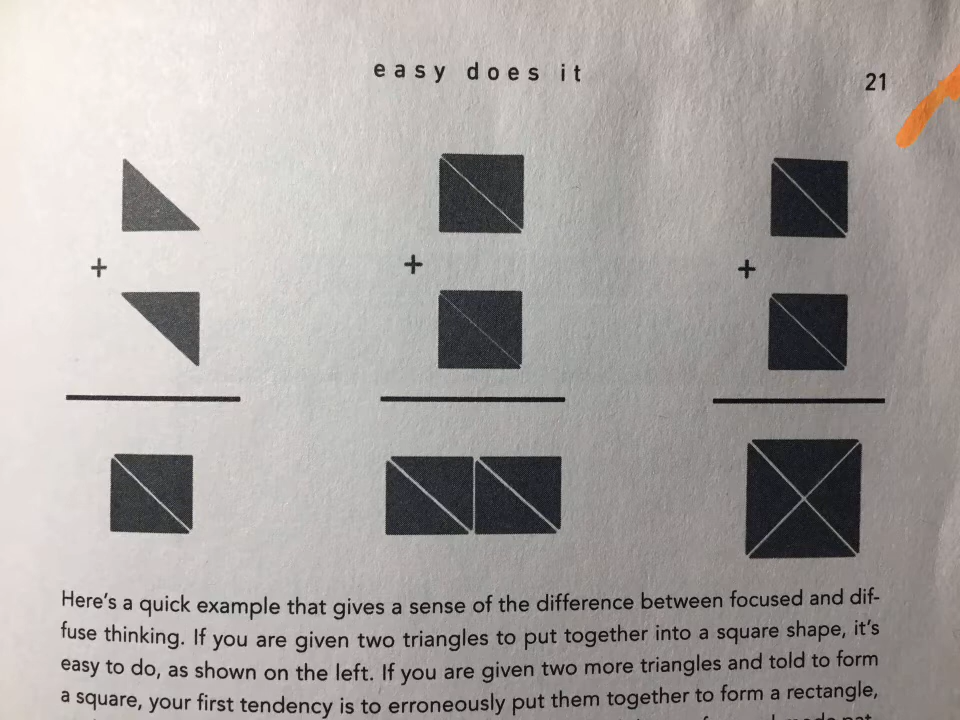 easy does it
21
+
+
+
Here's a quick example that gives a sense of the difference between focused and dif-
fuse thinking. If you are given two triangles to put together into a square shape, it's
easy to do, as shown on the left. If you are given two more triangles and told to form
a square, your first tendency is to erroneously put them together to form a rectangle,